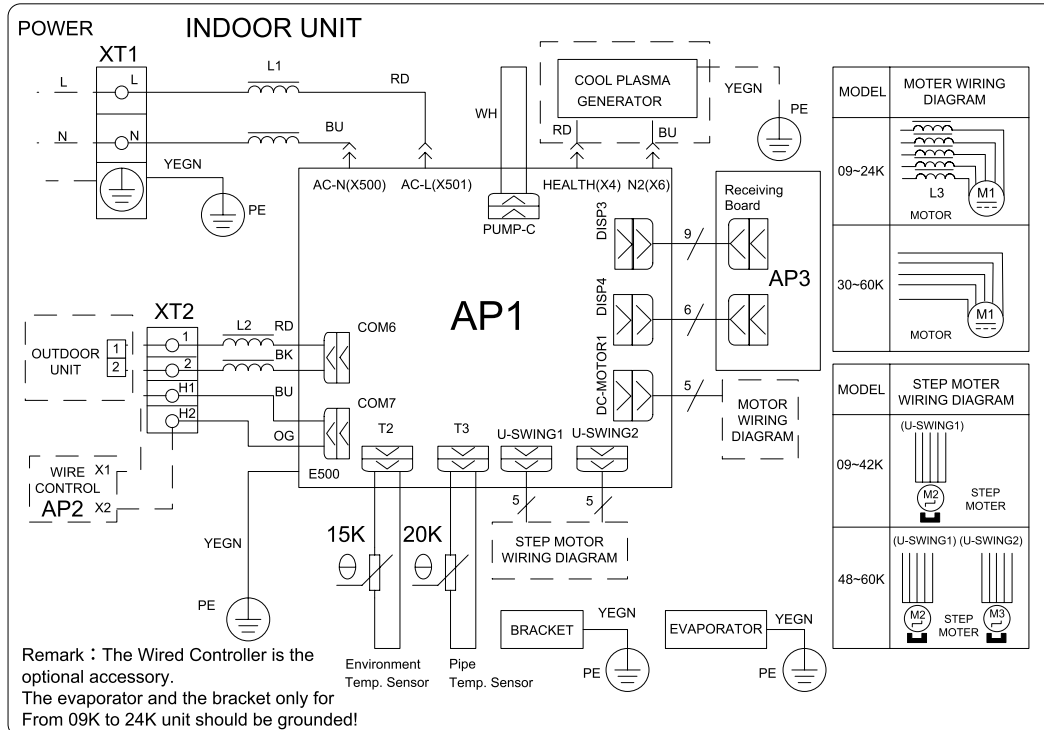 POWER
INDOOR UNIT
XT1
L
L
L1
RD
N
N
BU
YEGN
PE
WH
COOL PLASMA
GENERATOR
RD
BU
YEGN
PE
AC-N(X500)
AC-L(X501)
PUMP-C
HEALTH(X4)
N2(X6)
AP1
DISP3
9
DISP4
6
DC-MOTOR1
5
Receiving
Board
AP3
MOTOR
WIRING
DIAGRAM
XT2
OUTDOOR
UNIT
1
2
1
2
H1
H2
L2
RD
BK
BU
OG
COM6
COM7
E500
WIRE
CONTROL
AP2
X1
X2
YEGN
PE
T2
T3
U-SWING1
U-SWING2
15K
20K
5
5
STEP MOTOR
WIRING DIAGRAM
Environment
Temp. Sensor
Pipe
Temp. Sensor
BRACKET
YEGN
PE
EVAPORATOR
YEGN
PE
MODEL
MOTER WIRING
DIAGRAM
09~24K
L3
M1
MOTOR
30~60K
M1
MOTOR
MODEL
STEP MOTER
WIRING DIAGRAM
09~42K
(U-SWING1)
M2
STEP
MOTER
48~60K
(U-SWING1) (U-SWING2)
M2
STEP
MOTER
M3
Remark：The Wired Controller is the
optional accessory.
The evaporator and the bracket only for
From 09K to 24K unit should be grounded!